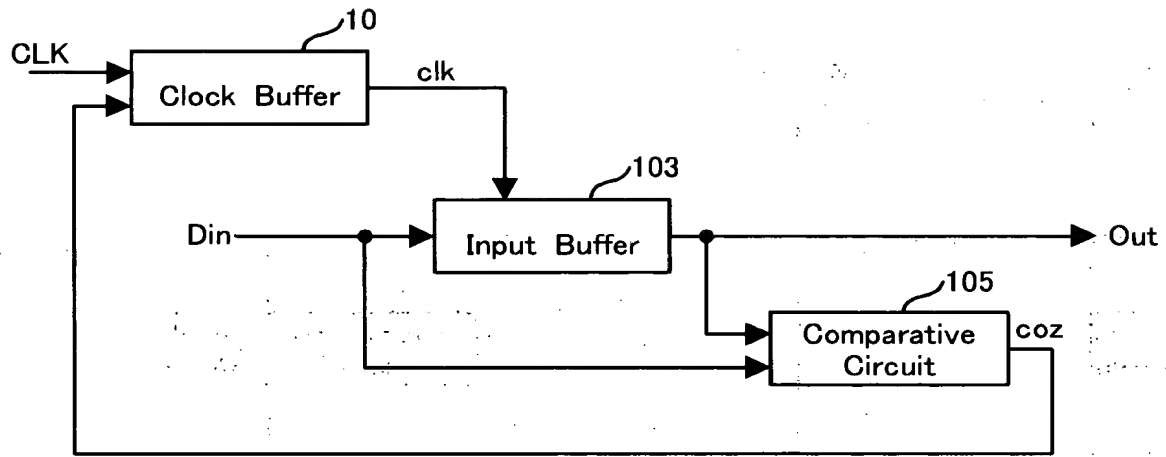 10
CLK
Clock Buffer
clk
103
Din
Input Buffer
Out
105
Comparative
Circuit
coz